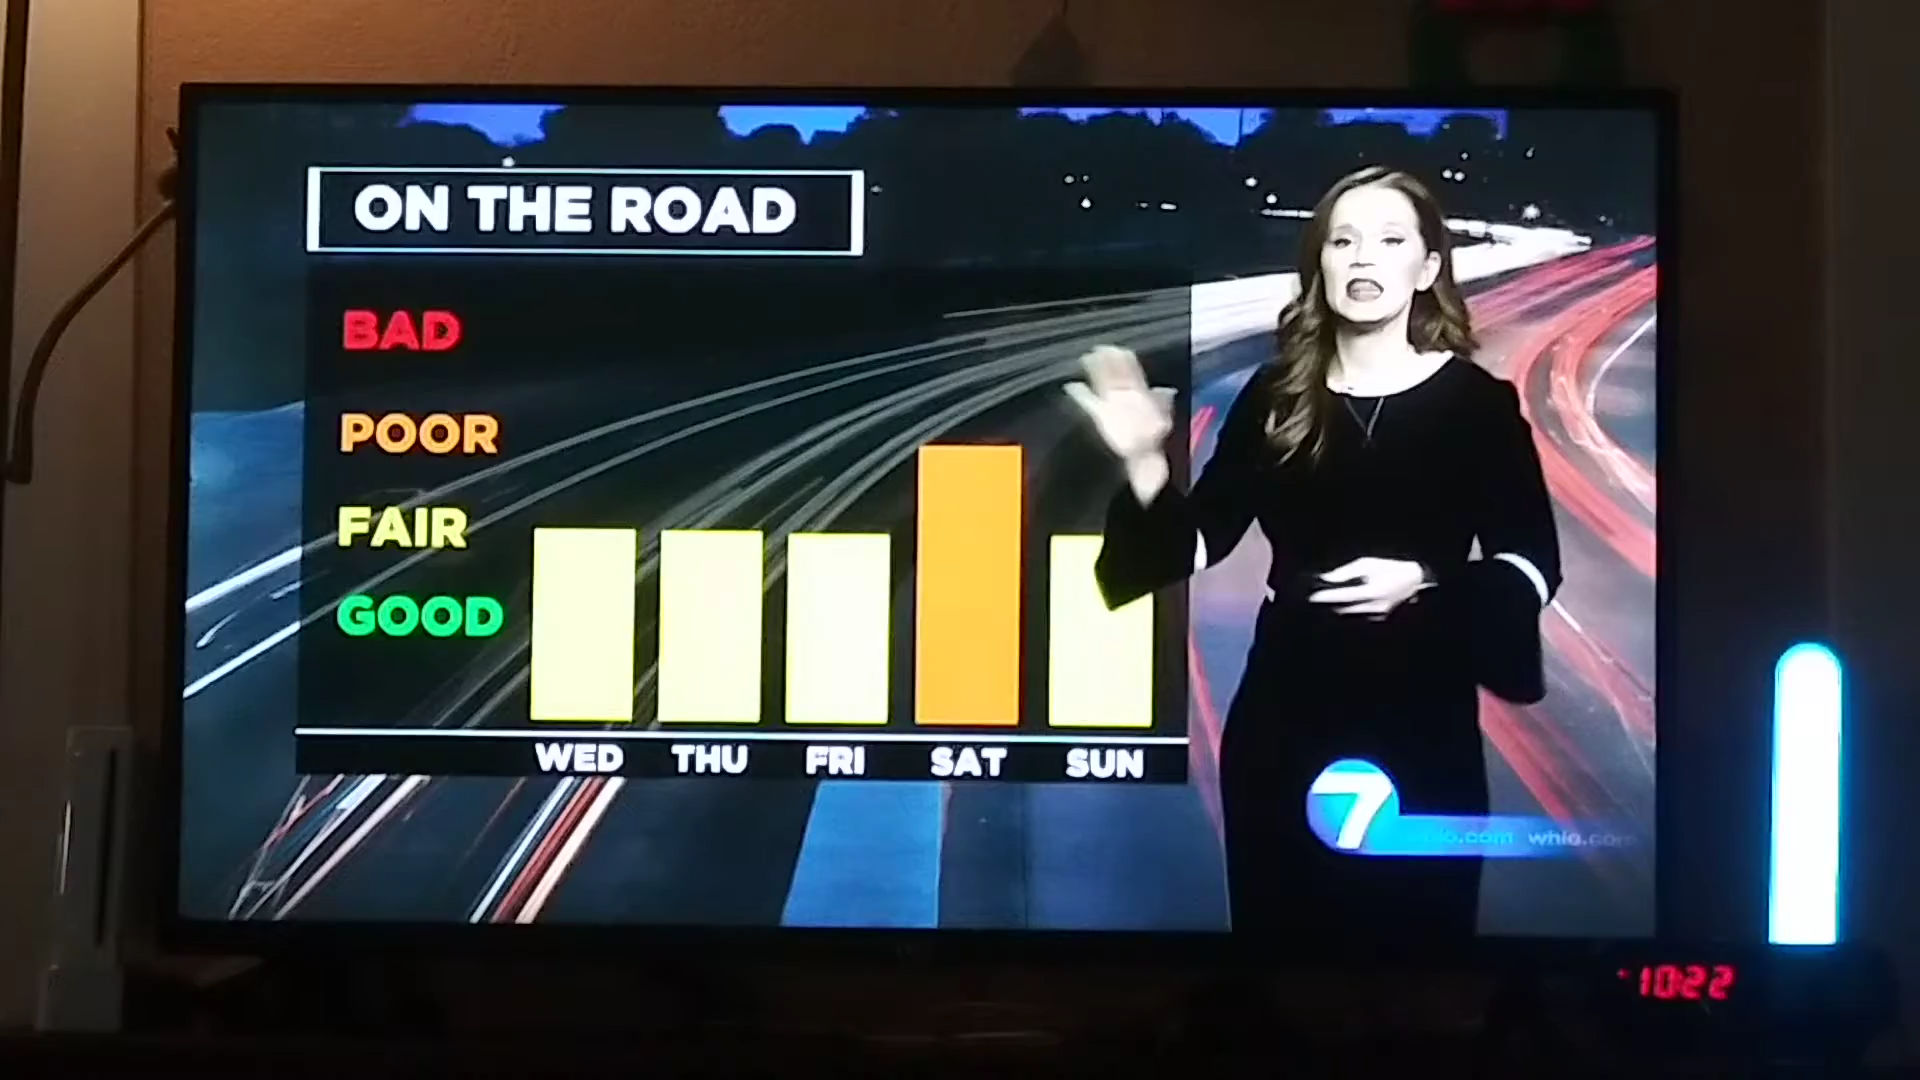 ON THE ROAD
BAD
POOR
FAIR
GOOD
WED THU FRI SAT SUN
7
whio.com
10:22